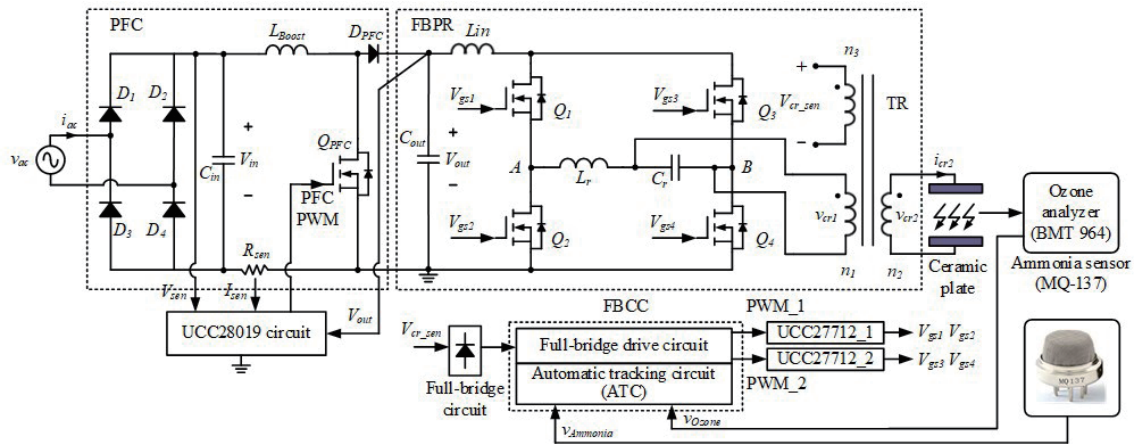 PFC
FBPR
L_Boost
D_PFC
Lin
n3
D1
D2
Vgs1
Q1
Vgs3
Q3
+
Vcr_sen
−
TR
iac
vac
Cin
+
Vin
−
QPFC
PFC
PWM
Cout
+
Vout
−
A
Lr
Cr
B
icr2
Ozone
analyzer
(BMT 964)
vcr1
vcr2
D3
D4
Vgs2
Q2
Vgs4
Q4
Rsen
n1
n2
Ceramic
plate
Ammonia sensor
(MQ-137)
Vsen
Isen
Vout
UCC28019 circuit
Vcr_sen
Full-bridge
circuit
FBCC
Full-bridge drive circuit
Automatic tracking circuit
(ATC)
PWM_1
UCC27712_1
Vgs1 Vgs2
UCC27712_2
Vgs3 Vgs4
PWM_2
MQ137
vOzone
vAmmonia